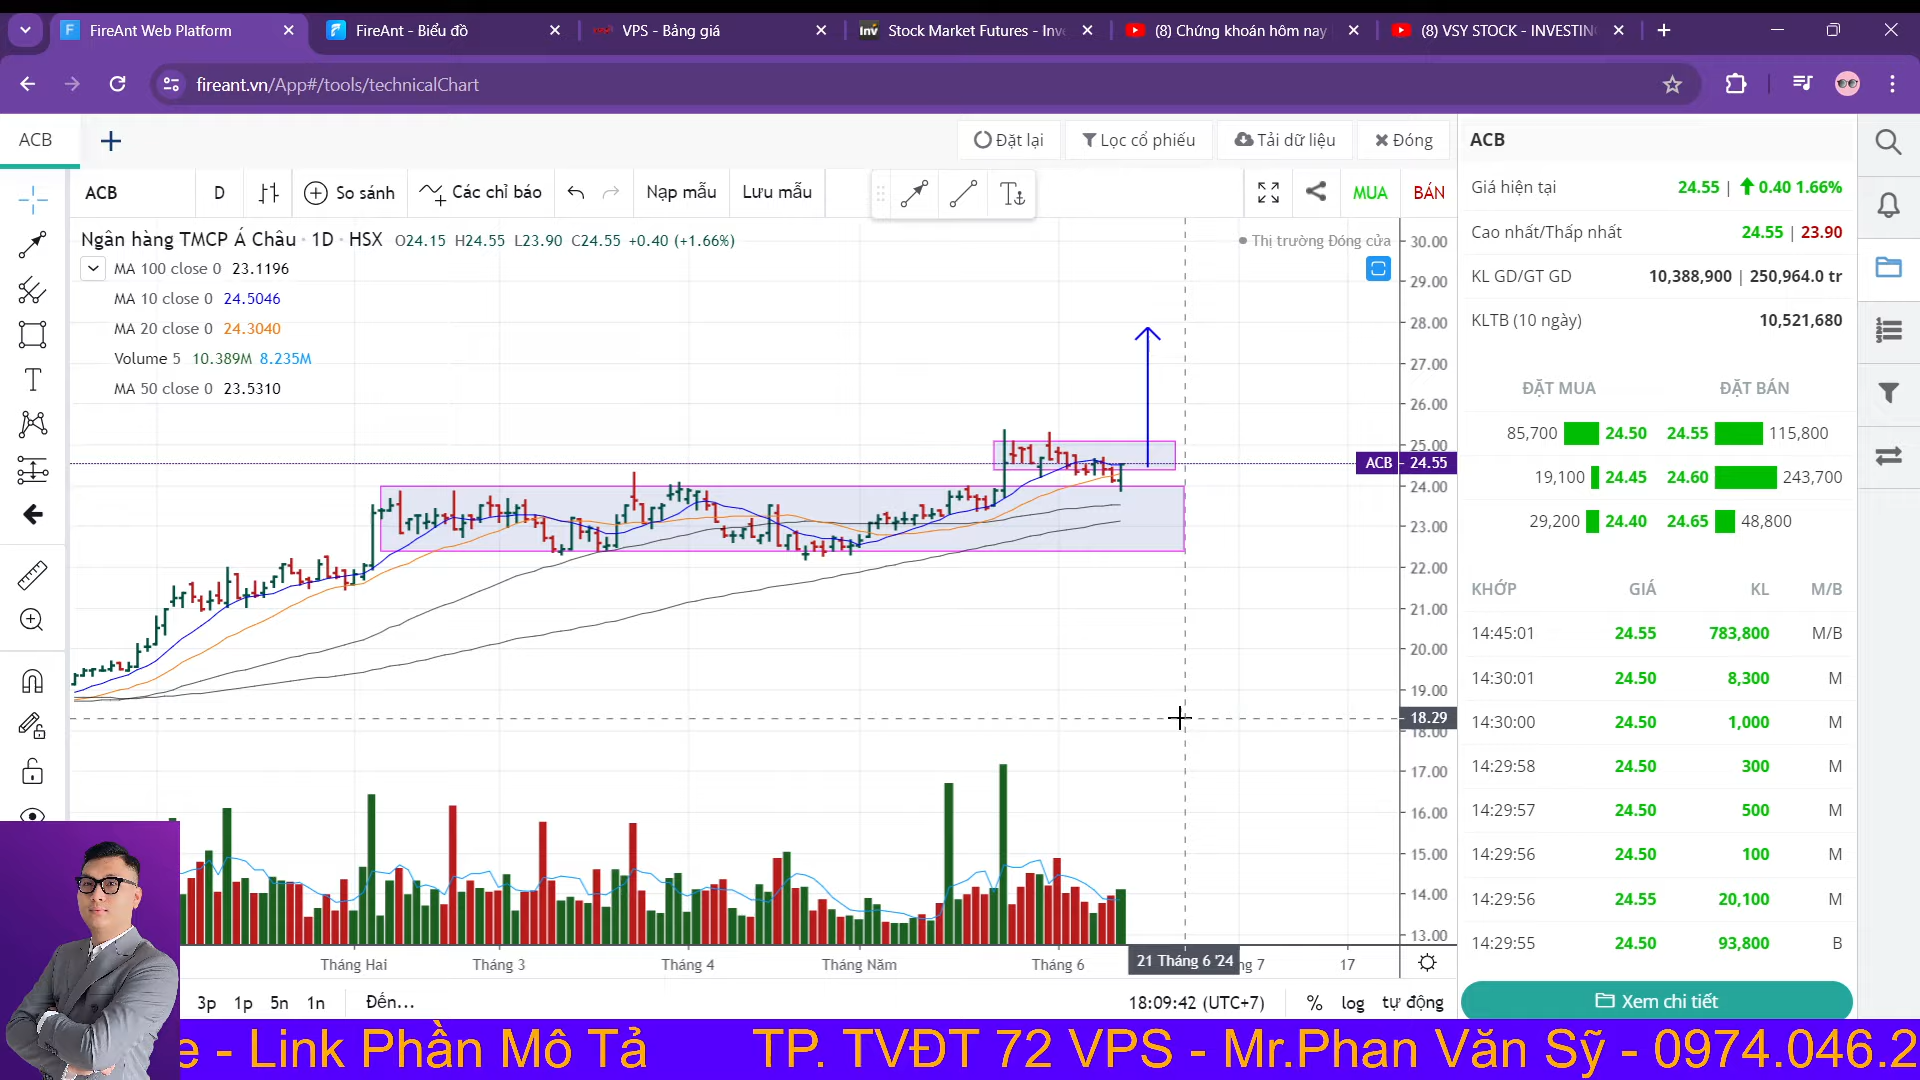 FireAnt Web Platform
FireAnt - Biểu đồ
VPS - Bảng giá
Stock Market Futures - Inve
(8) Chứng khoán hôm nay
(8) VSY STOCK - INVESTIN
fireant.vn/App#/tools/technicalChart
ACB
Đặt lại
Lọc cổ phiếu
Tải dữ liệu
Đóng
ACB
D
So sánh
Các chỉ báo
Nạp mẫu
Lưu mẫu
MUA
BÁN
Ngân hàng TMCP Á Châu · 1D · HSX O24.15 H24.55 L23.90 C24.55 +0.40 (+1.66%)
Thị trường Đóng cửa
MA 100 close 0 23.1196
MA 10 close 0 24.5046
MA 20 close 0 24.3040
Volume 5 10.389M 8.235M
MA 50 close 0 23.5310
30.00
29.00
28.00
27.00
26.00
25.00
ACB 24.55
24.00
23.00
22.00
21.00
20.00
19.00
18.29
18.00
17.00
16.00
15.00
14.00
13.00
Tháng Hai
Tháng 3
Tháng 4
Tháng Năm
Tháng 6
21 Tháng 6 '24
ng 7
17
3p 1p 5n 1n Đến...
18:09:42 (UTC+7) % log tự động
ACB
Giá hiện tại 24.55 | 0.40 1.66%
Cao nhất/Thấp nhất 24.55 | 23.90
KL GD/GT GD 10,388,900 | 250,964.0 tr
KLTB (10 ngày) 10,521,680
ĐẶT MUA ĐẶT BÁN
85,700 24.50 24.55 115,800
19,100 24.45 24.60 243,700
29,200 24.40 24.65 48,800
KHỚP GIÁ KL M/B
14:45:01 24.55 783,800 M/B
14:30:01 24.50 8,300 M
14:30:00 24.50 1,000 M
14:29:58 24.50 300 M
14:29:57 24.50 500 M
14:29:56 24.50 100 M
14:29:56 24.55 20,100 M
14:29:55 24.50 93,800 B
Xem chi tiết
e - Link Phần Mô Tả TP. TVĐT 72 VPS - Mr.Phan Văn Sỹ - 0974.046.2